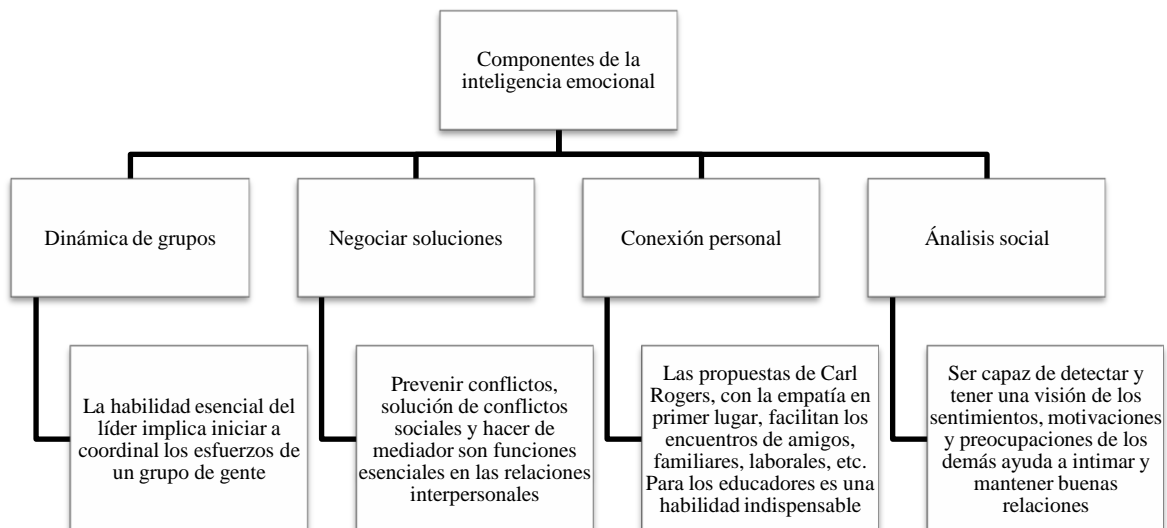 Componentes de la
inteligencia emocional
Dinámica de grupos
Negociar soluciones
Conexión personal
Ánalisis social
La habilidad esencial del
líder implica iniciar a
coordinal los esfuerzos de
un grupo de gente
Prevenir conflictos,
solución de conflictos
sociales y hacer de
mediador son funciones
esenciales en las relaciones
interpersonales
Las propuestas de Carl
Rogers, con la empatía en
primer lugar, facilitan los
encuentros de amigos,
familiares, laborales, etc.
Para los educadores es una
habilidad indispensable
Ser capaz de detectar y
tener una visión de los
sentimientos, motivaciones
y preocupaciones de los
demás ayuda a intimar y
mantener buenas
relaciones